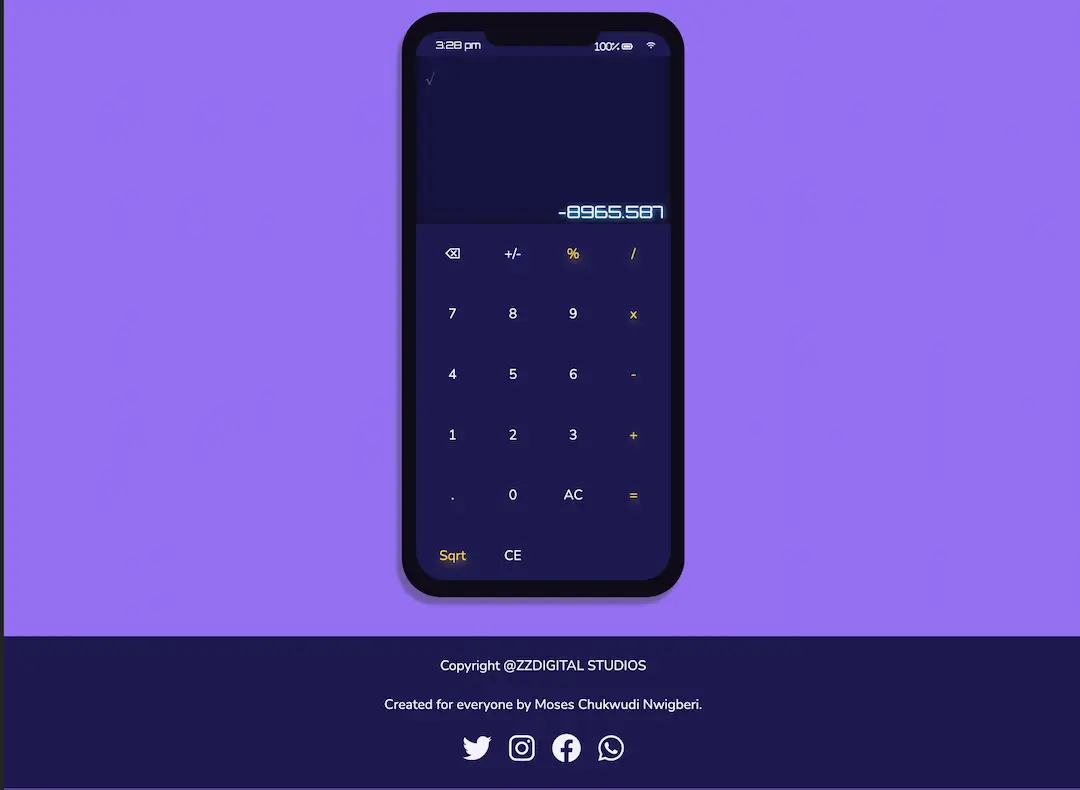 3:28 pm 100%
√
-8965.587
+/- % /
7 8 9 x
4 5 6 -
1 2 3 +
. 0 AC =
Sqrt CE
Copyright @ZZDIGITAL STUDIOS
Created for everyone by Moses Chukwudi Nwigberi.